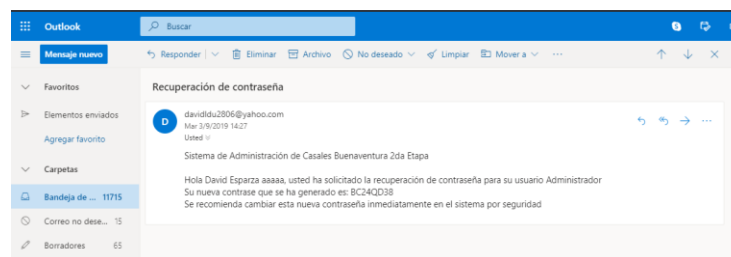 Outlook
Buscar
Mensaje nuevo
Responder
Eliminar
Archivo
No deseado
Limpiar
Mover a
Favoritos
Elementos enviados
Agregar favorito
Carpetas
Bandeja de ... 11715
Correo no dese... 15
Borradores 65
Recuperación de contraseña
D
davidldu2806@yahoo.com
Mar 3/9/2019 14:27
Usted
Sistema de Administración de Casales Buenaventura 2da Etapa
Hola David Esparza aaaaa, usted ha solicitado la recuperación de contraseña para su usuario Administrador
Su nueva contrase que se ha generado es: BC24QD38
Se recomienda cambiar esta nueva contraseña inmediatamente en el sistema por seguridad